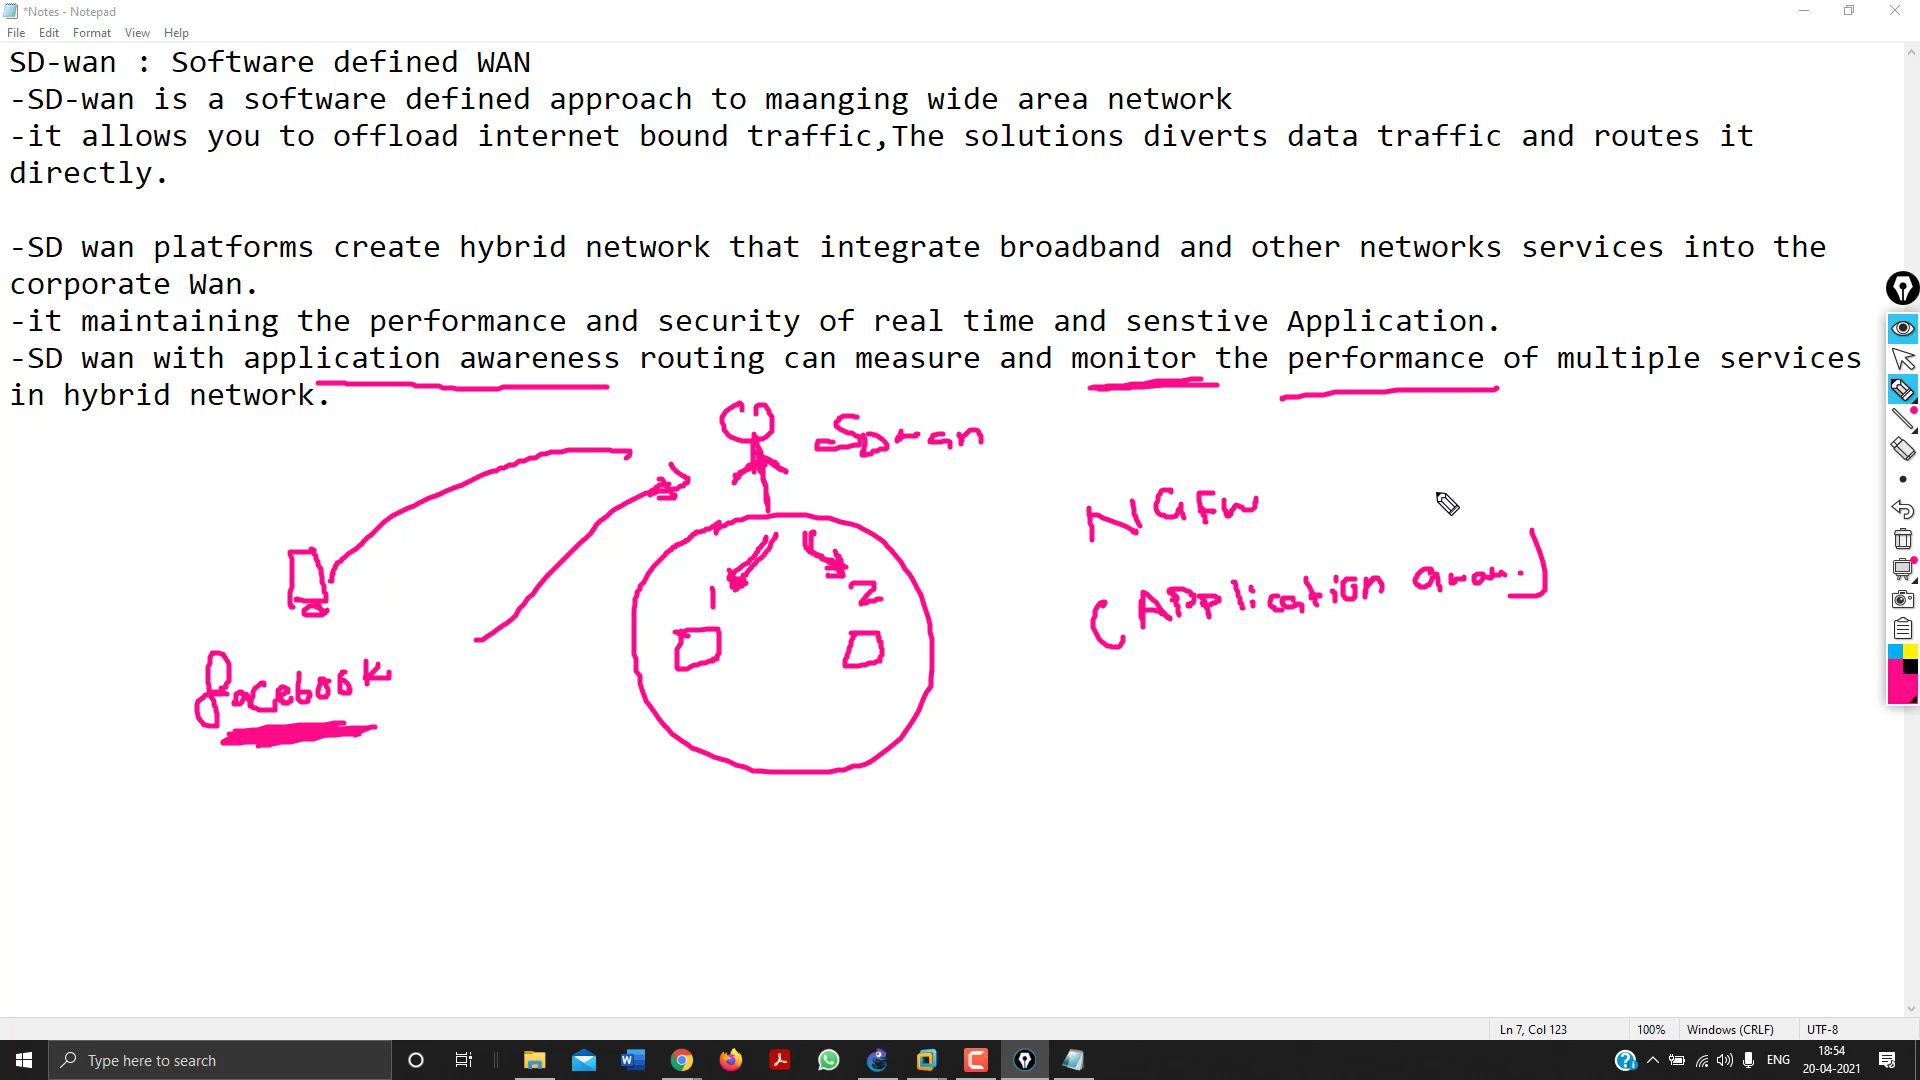 *Notes - Notepad
File Edit Format View Help
SD-wan : Software defined WAN
-SD-wan is a software defined approach to maanging wide area network
-it allows you to offload internet bound traffic,The solutions diverts data traffic and routes it
directly.
-SD wan platforms create hybrid network that integrate broadband and other networks services into the
corporate Wan.
-it maintaining the performance and security of real time and senstive Application.
-SD wan with application awareness routing can measure and monitor the performance of multiple services
in hybrid network.
SDwan
NGFW
1 2
(Application
facebook
Ln 7, Col 123 100% Windows (CRLF) UTF-8
Type here to search
ENG
18:54
20-04-2021